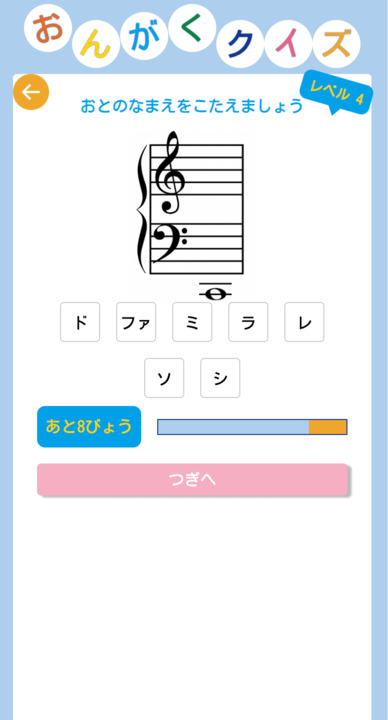 おんがくクイズ
レベル 4
おとのなまえをこたえましょう
ド ファ ミ ラ レ
ソ シ
あと8びょう
つぎへ